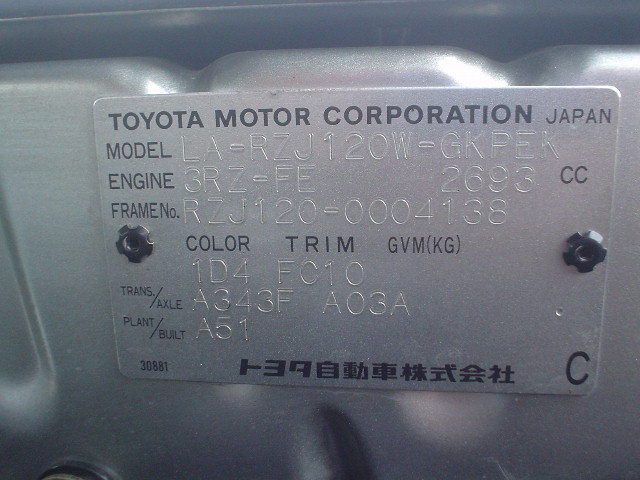 TOYOTA MOTOR CORPORATION JAPAN
MODEL LA-RZJ120W-GKPEK
ENGINE 3RZ-FE 2693 CC
FRAME No. RZJ120-0004138
COLOR TRIM GVM(KG)
1D4 FC10
TRANS./AXLE A343F A03A
PLANT/BUILT A51
30881 トヨタ自動車株式会社 C